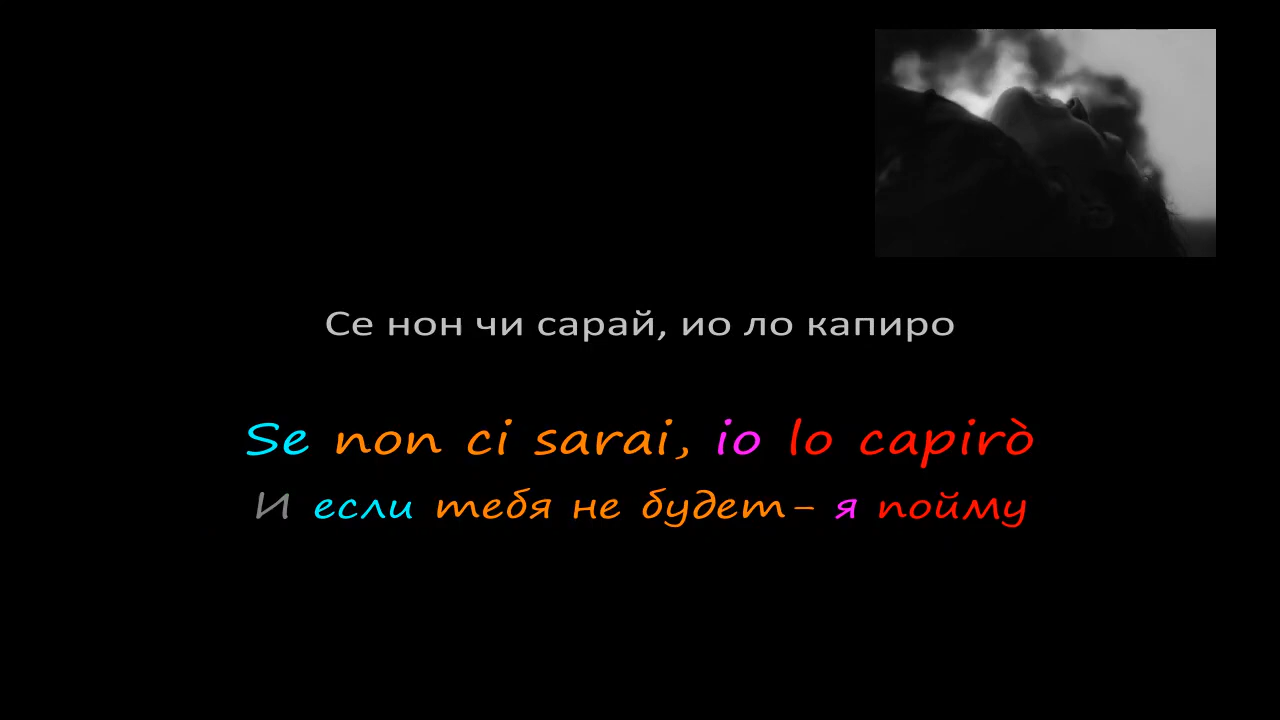 Се нон чи сарай, ио ло капиро
Se non ci sarai, io lo capirò
И если тебя не будет – я пойму